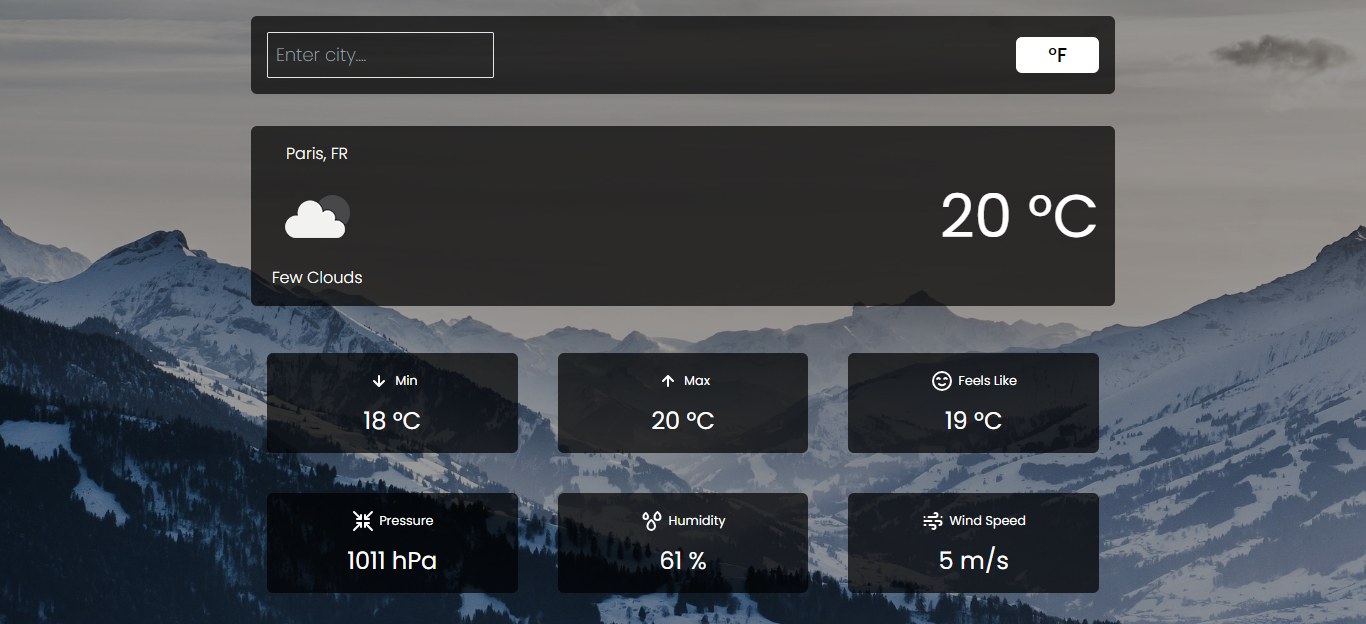 Enter city....
°F
Paris, FR
20 °C
Few Clouds
Min
18 °C
Max
20 °C
Feels Like
19 °C
Pressure
1011 hPa
Humidity
61 %
Wind Speed
5 m/s